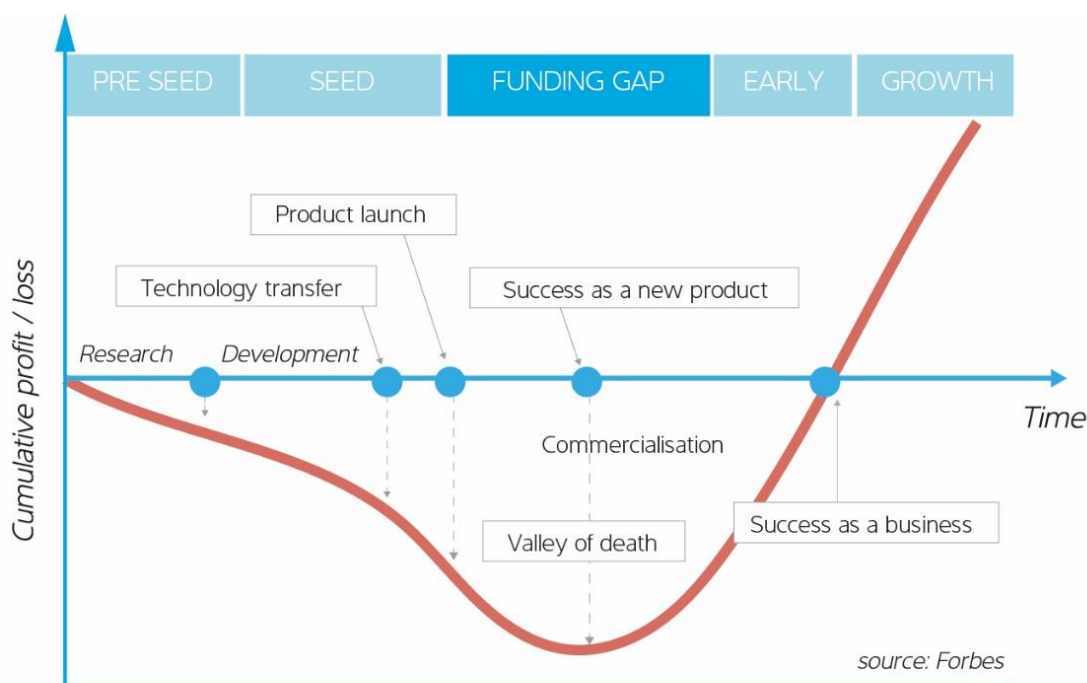 PRE SEED
SEED
FUNDING GAP
EARLY
GROWTH
Product launch
Technology transfer
Success as a new product
Research
Development
Cumulative profit / loss
Time
Commercialisation
Valley of death
Success as a business
source: Forbes